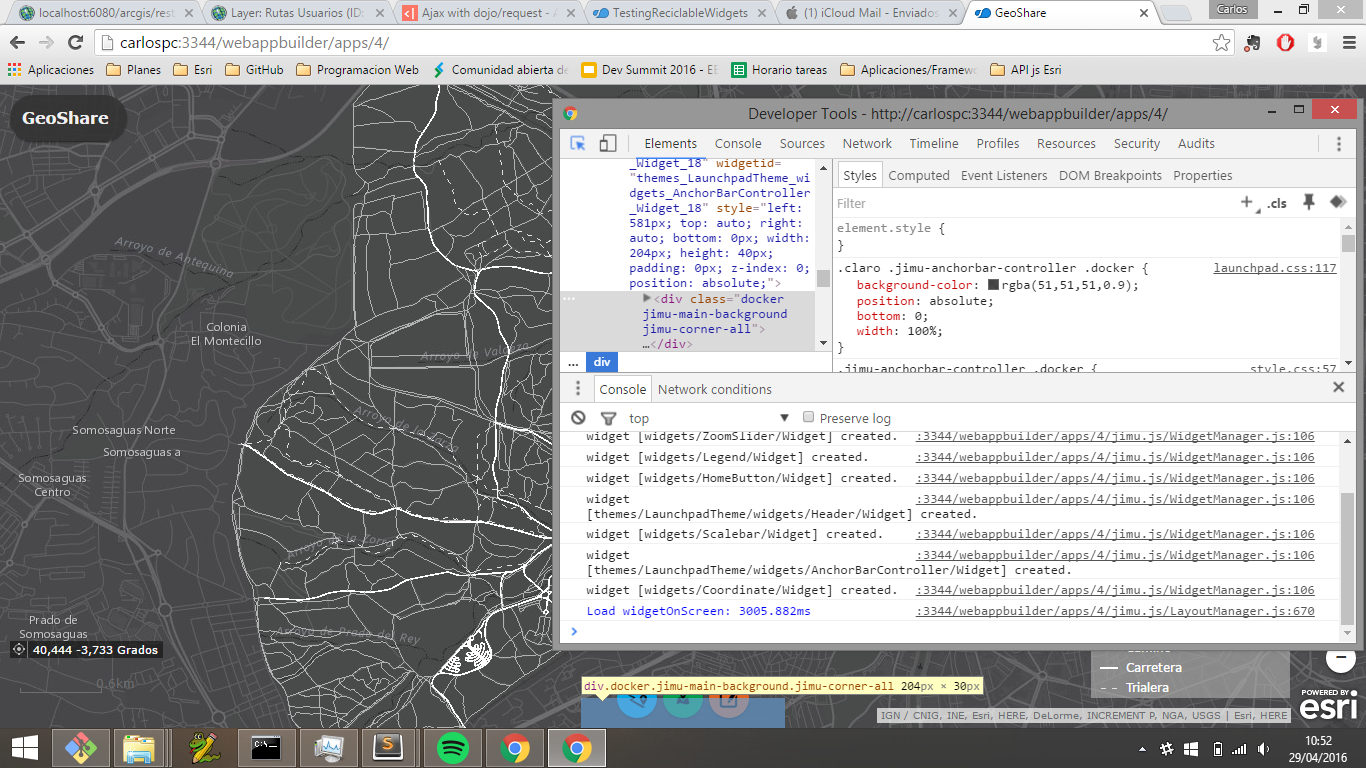 localhost:6080/arcgis/rest
Layer: Rutas Usuarios (ID:
Ajax with dojo/request - A
TestingReciclableWidgets
(1) iCloud Mail - Enviados
GeoShare
Carlos
carlospc:3344/webappbuilder/apps/4/
Aplicaciones
Planes
Esri
GitHub
Programacion Web
Comunidad abierta de
Dev Summit 2016 - EE
Horario tareas
Aplicaciones/Framew
API js Esri
GeoShare
Developer Tools - http://carlospc:3344/webappbuilder/apps/4/
Elements Console Sources Network Timeline Profiles Resources Security Audits
_Widget_18" widgetid=
"themes_LaunchpadTheme_wi
dgets_AnchorBarController
_Widget_18" style="left:
581px; top: auto; right:
auto; bottom: 0px; width:
204px; height: 40px;
padding: 0px; z-index: 0;
position: absolute;">
<div class="docker
jimu-main-background
jimu-corner-all">
…</div>
... div
Styles Computed Event Listeners DOM Breakpoints Properties
Filter
.cls
element.style {
}
.claro .jimu-anchorbar-controller .docker { launchpad.css:117
background-color: rgba(51,51,51,0.9);
position: absolute;
bottom: 0;
width: 100%;
}
.jimu-anchorbar-controller .docker { style.css:57
Console Network conditions
top
Preserve log
widget [widgets/ZoomSlider/Widget] created. :3344/webappbuilder/apps/4/jimu.js/WidgetManager.js:106
widget [widgets/Legend/Widget] created. :3344/webappbuilder/apps/4/jimu.js/WidgetManager.js:106
widget [widgets/HomeButton/Widget] created. :3344/webappbuilder/apps/4/jimu.js/WidgetManager.js:106
widget :3344/webappbuilder/apps/4/jimu.js/WidgetManager.js:106
[themes/LaunchpadTheme/widgets/Header/Widget] created.
widget [widgets/Scalebar/Widget] created. :3344/webappbuilder/apps/4/jimu.js/WidgetManager.js:106
widget :3344/webappbuilder/apps/4/jimu.js/WidgetManager.js:106
[themes/LaunchpadTheme/widgets/AnchorBarController/Widget] created.
widget [widgets/Coordinate/Widget] created. :3344/webappbuilder/apps/4/jimu.js/WidgetManager.js:106
Load widgetOnScreen: 3005.882ms :3344/webappbuilder/apps/4/jimu.js/LayoutManager.js:670
Arroyo de Antequina
Colonia
El Montecillo
Arroyo de
Somosaguas Norte
Somosaguas a
Somosaguas
Centro
Arroyo de la Zorra
Arroyo de Prado del Rey
Prado de
Somosaguas
40,444 -3,733 Grados
0.6km
div.docker.jimu-main-background.jimu-corner-all 204px × 30px
Carretera
Trialera
IGN / CNIG, INE, Esri, HERE, DeLorme, INCREMENT P, NGA, USGS | Esri, HERE
POWERED BY
esri
10:52
29/04/2016